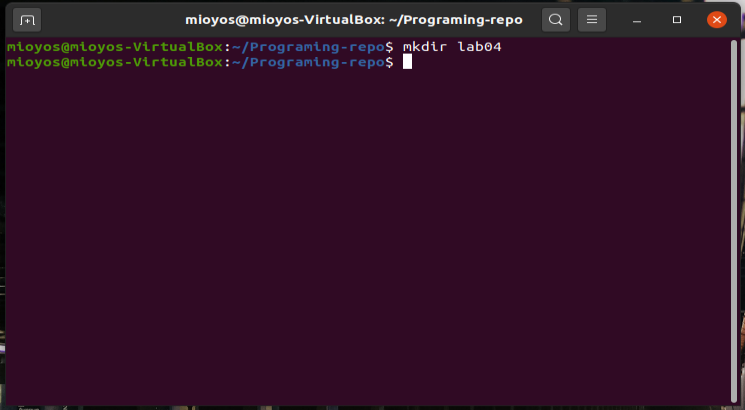 mioyos@mioyos-VirtualBox: ~/Programing-repo
mioyos@mioyos-VirtualBox:~/Programing-repo$ mkdir lab04
mioyos@mioyos-VirtualBox:~/Programing-repo$